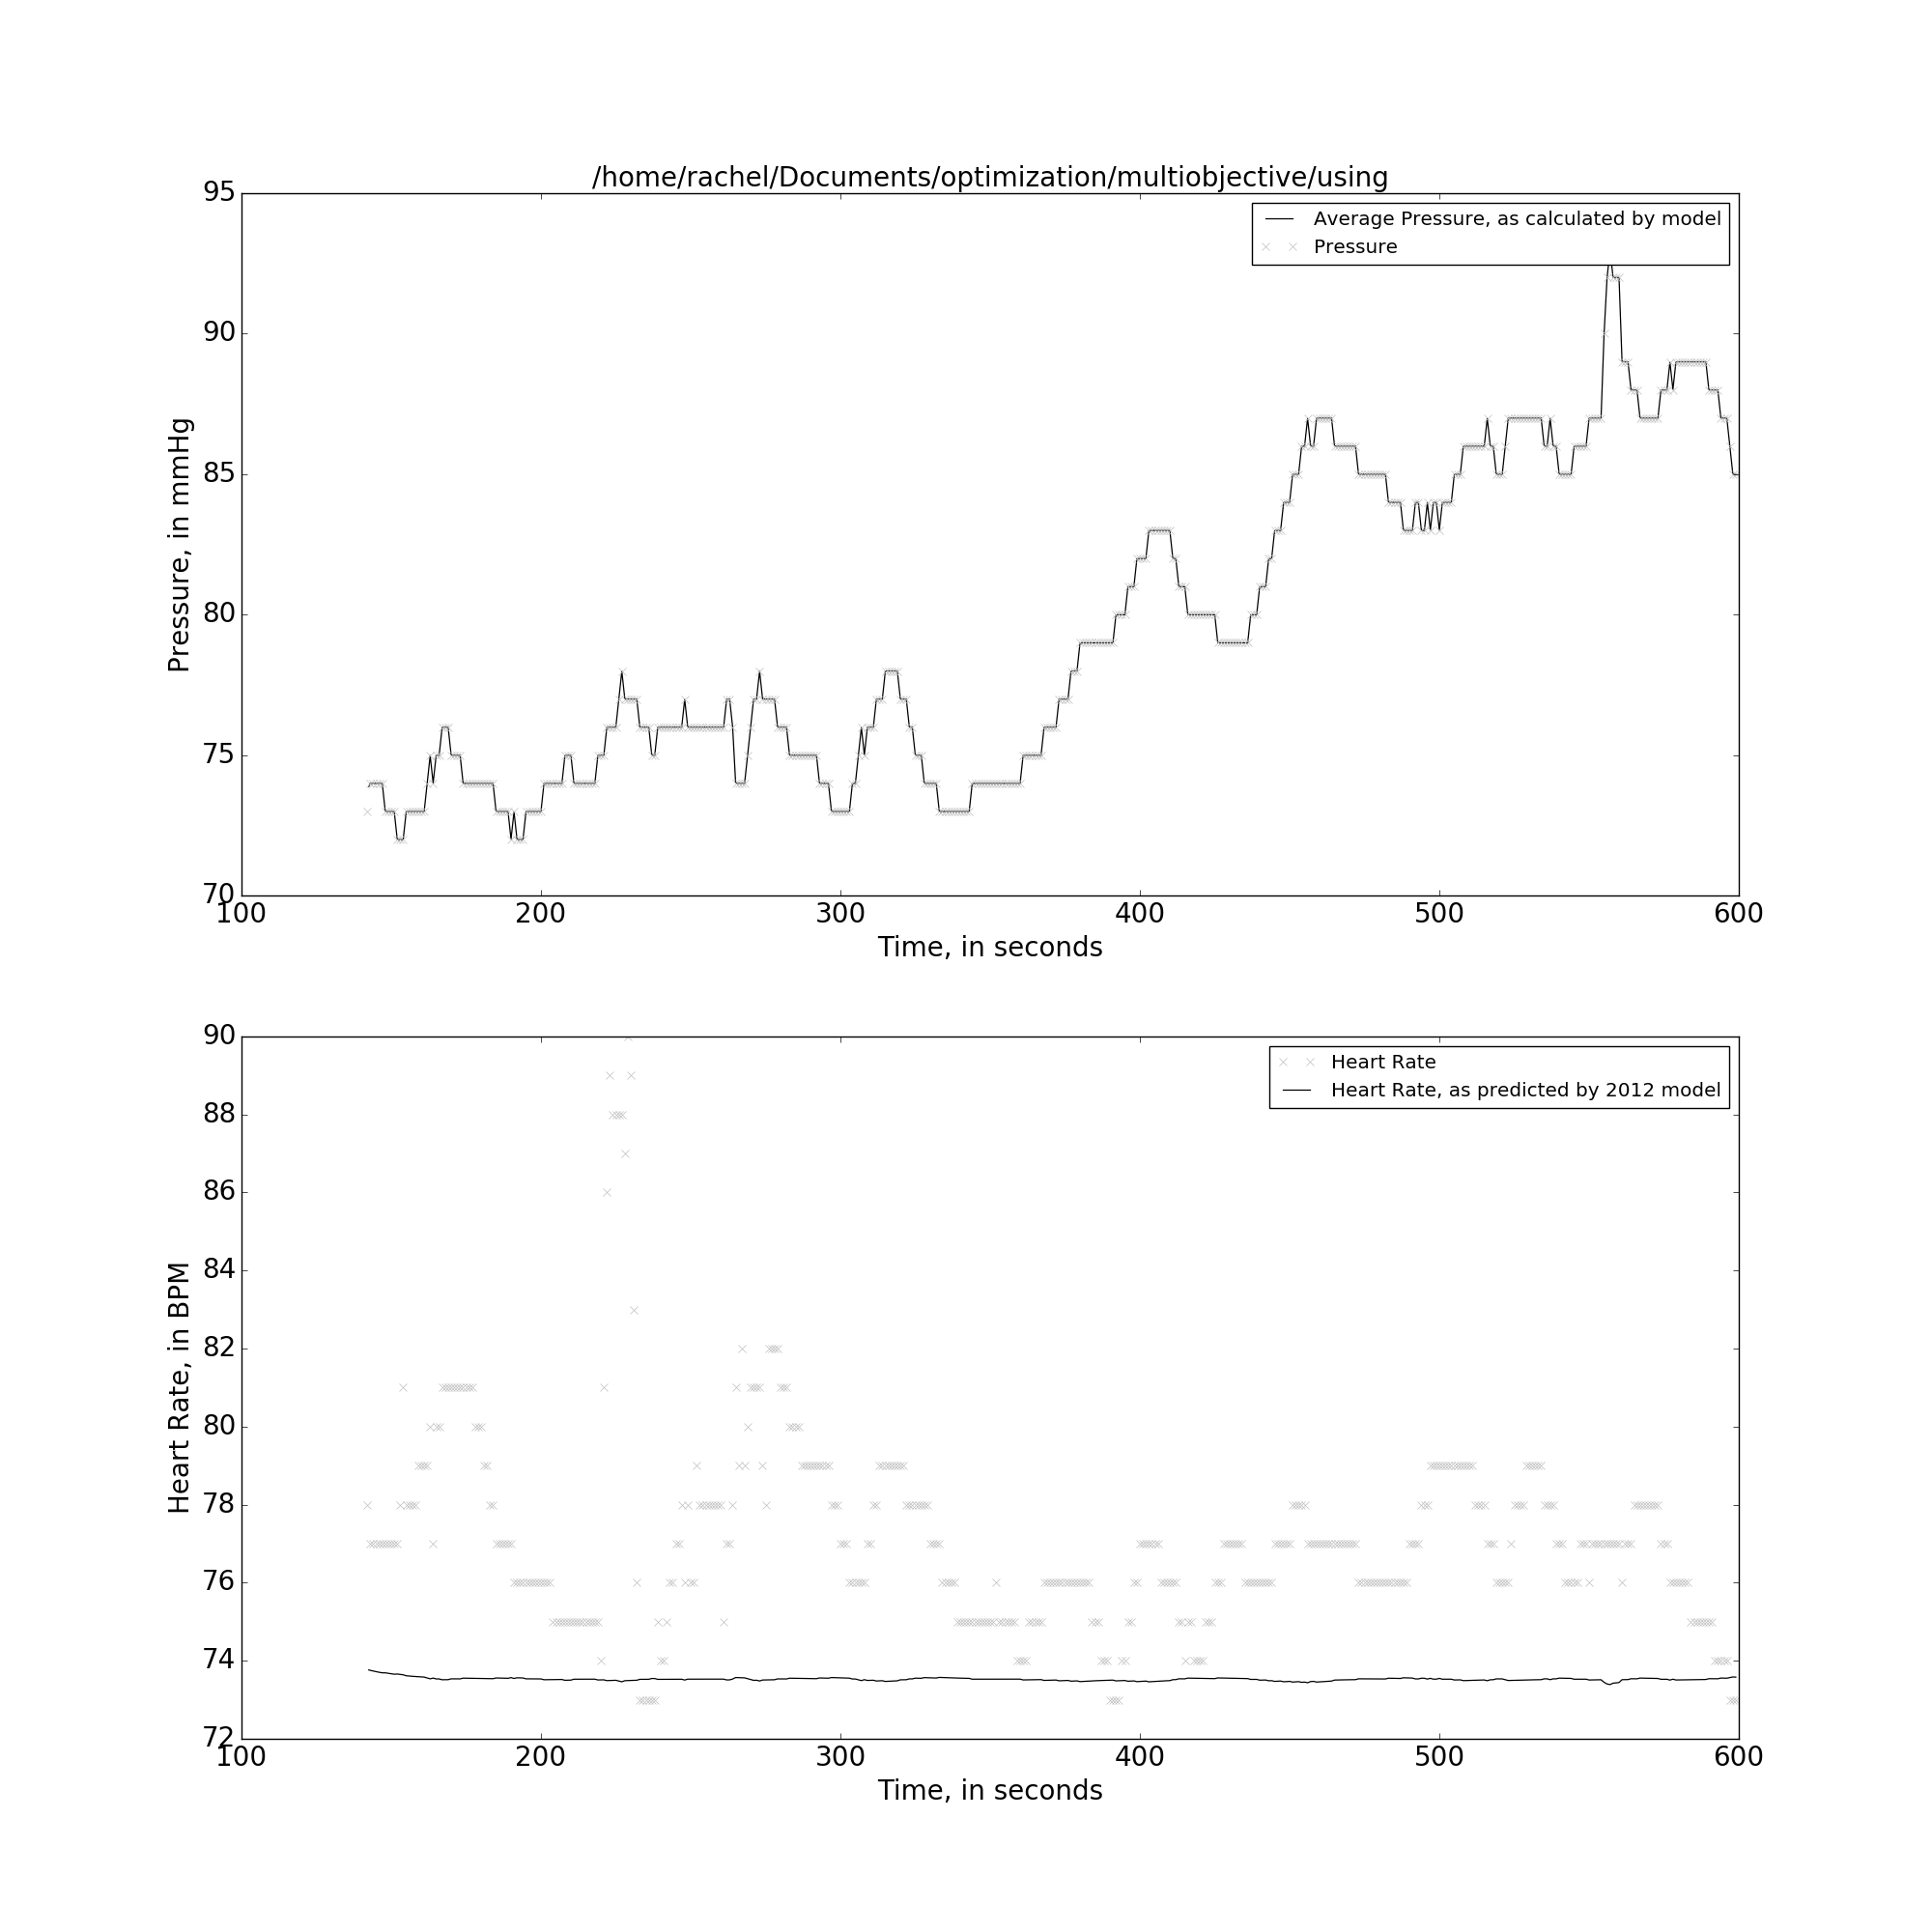 /home/rachel/Documents/optimization/multiobjective/using
95
90
85
80
75
70
Pressure, in mmHg
Average Pressure, as calculated by model
Pressure
100 200 300 400 500 600
Time, in seconds
90
88
86
84
82
80
78
76
74
72
Heart Rate, in BPM
Heart Rate
Heart Rate, as predicted by 2012 model
100 200 300 400 500 600
Time, in seconds